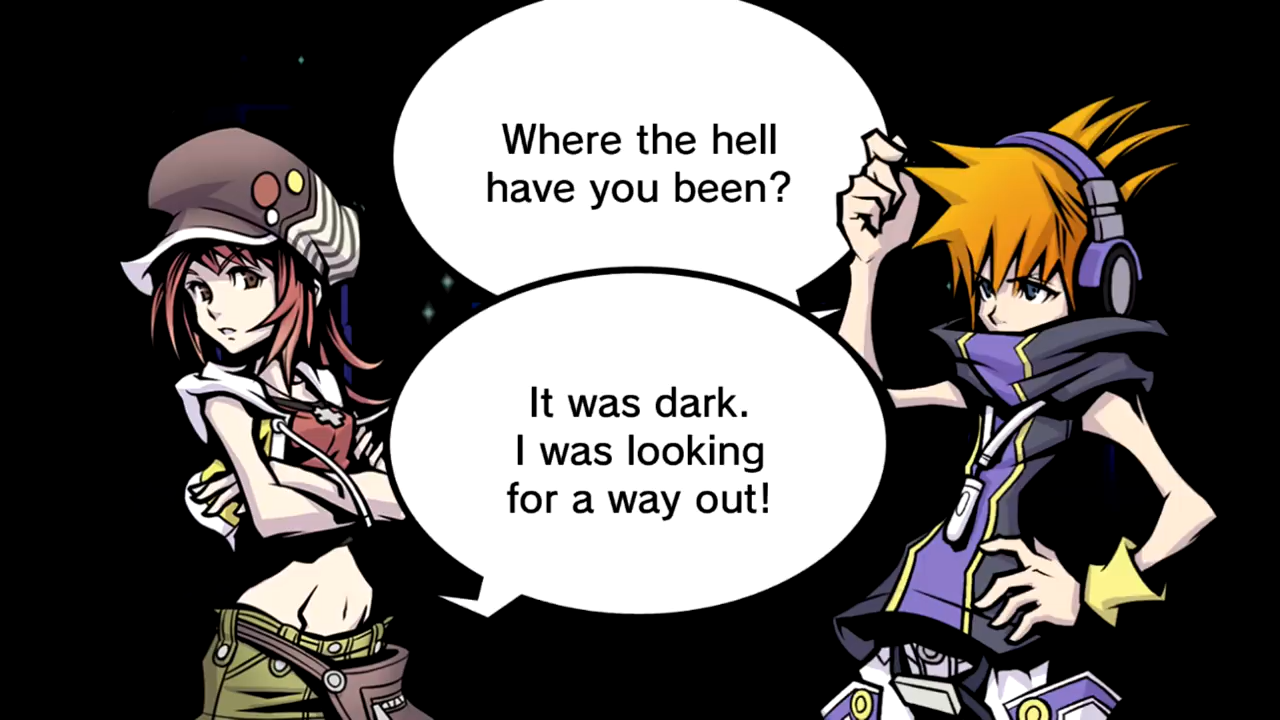 Where the hell
have you been?
It was dark.
I was looking
for a way out!